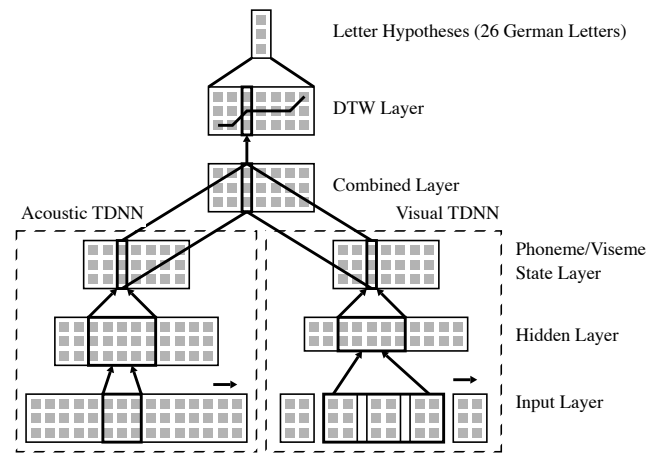 Letter Hypotheses (26 German Letters)
DTW Layer
Combined Layer
Acoustic TDNN
Visual TDNN
Phoneme/Viseme
State Layer
Hidden Layer
Input Layer